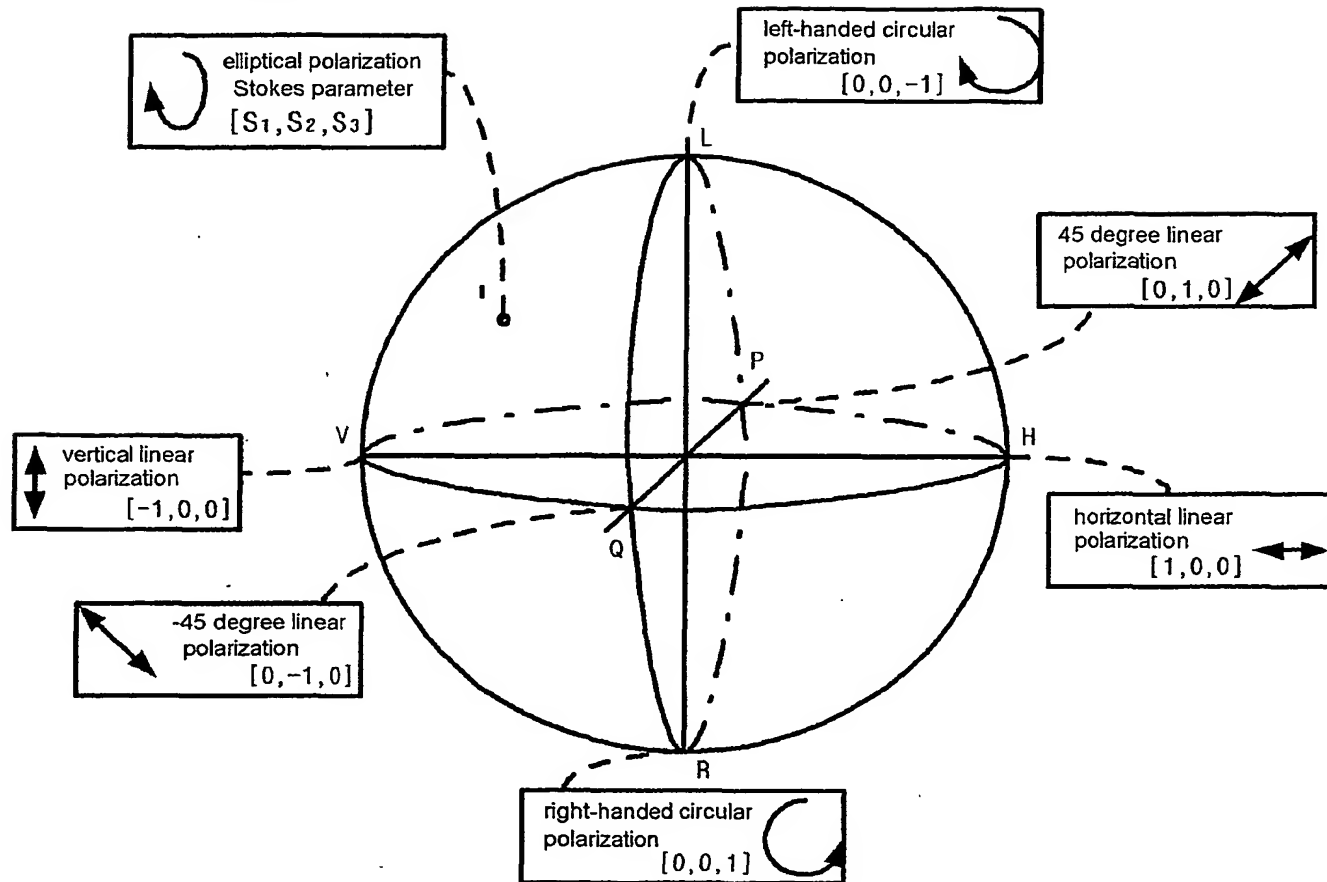 elliptical polarization
Stokes parameter
[S1,S2,S3]
left-handed circular
polarization
[0,0,-1]
L
45 degree linear
polarization
[0,1,0]
I
P
V
H
vertical linear
polarization
[-1,0,0]
horizontal linear
polarization
[1,0,0]
Q
-45 degree linear
polarization
[0,-1,0]
R
right-handed circular
polarization
[0,0,1]